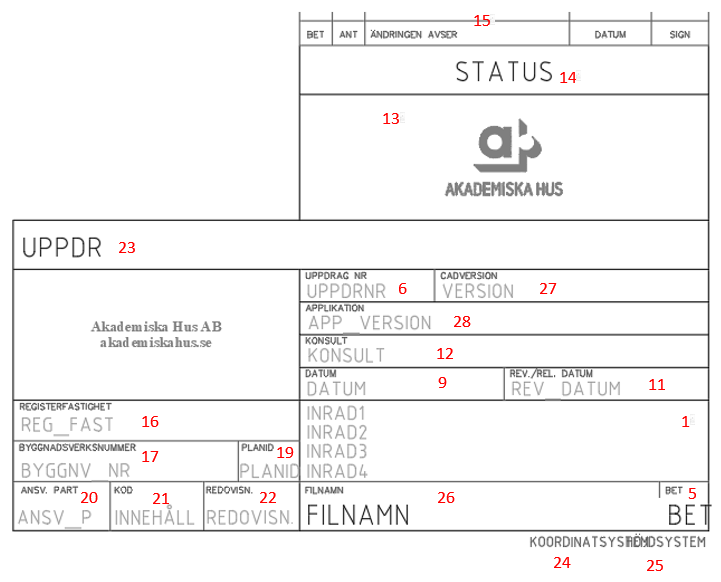 15
BET ANT ÄNDRINGEN AVSER DATUM SIGN
STATUS 14
13
ap
AKADEMISKA HUS
UPPDR 23
UPPDRAG NR CADVERSION
UPPDRNR 6 VERSION 27
Akademiska Hus AB
akademiskahus.se
APPLIKATION
APP_VERSION 28
KONSULT
KONSULT 12
DATUM REV./REL. DATUM
DATUM 9 REV_DATUM 11
REGISTERFASTIGHET
REG_FAST 16
INRAD1 1
INRAD2
INRAD3
INRAD4
BYGGNADSVERKSNUMMER 17 PLANID 19
BYGGNV_NR PLANID
ANSV. PART 20 KOD 21 REDOVISN. 22 FILNAMN 26 BET 5
ANSV_P INNEHÅLL REDOVISN. FILNAMN BET
KOORDINATSYSTEM HÖJDSYSTEM
24 25